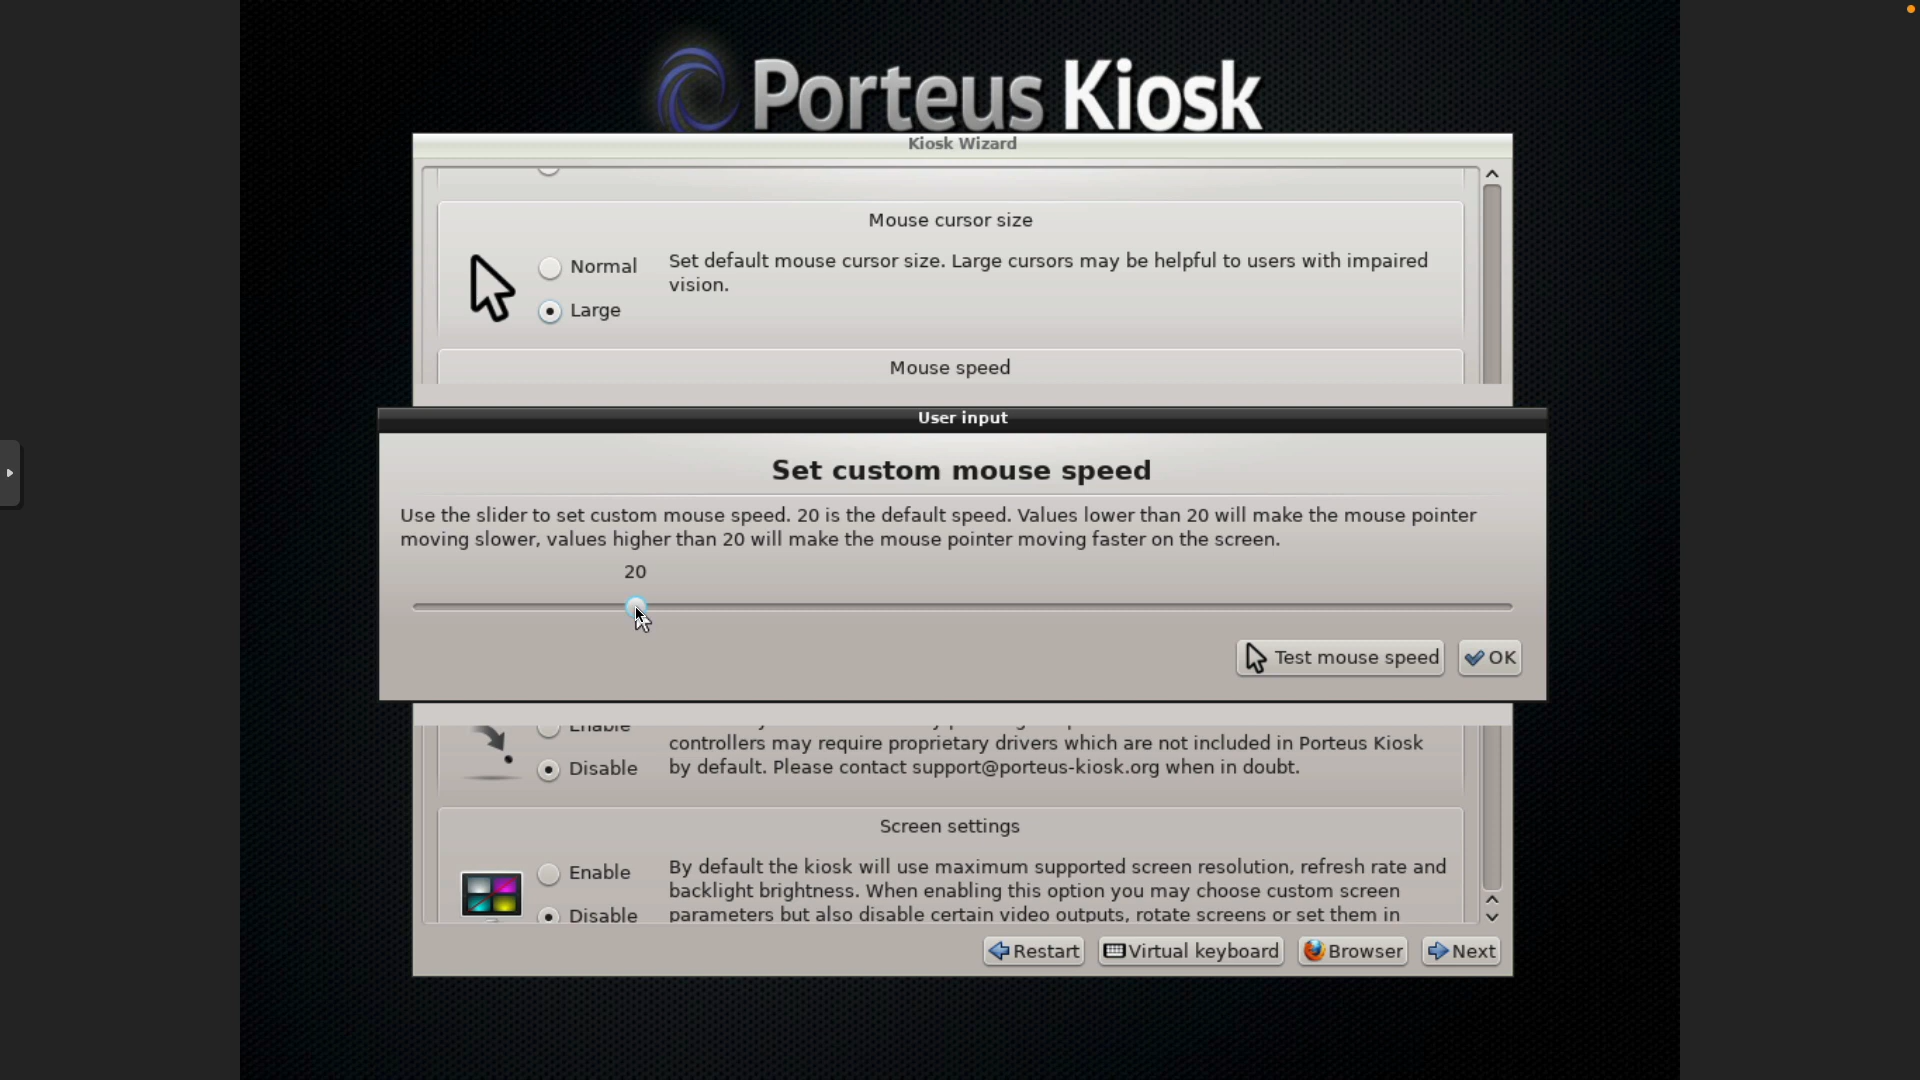 Porteus Kiosk
Kiosk Wizard
Mouse cursor size
Normal
Set default mouse cursor size. Large cursors may be helpful to users with impaired
vision.
Large
Mouse speed
User input
Set custom mouse speed
Use the slider to set custom mouse speed. 20 is the default speed. Values lower than 20 will make the mouse pointer
moving slower, values higher than 20 will make the mouse pointer moving faster on the screen.
20
Test mouse speed
OK
Enable
controllers may require proprietary drivers which are not included in Porteus Kiosk
Disable
by default. Please contact support@porteus-kiosk.org when in doubt.
Screen settings
Enable
By default the kiosk will use maximum supported screen resolution, refresh rate and
backlight brightness. When enabling this option you may choose custom screen
Disable
parameters but also disable certain video outputs, rotate screens or set them in
Restart
Virtual keyboard
Browser
Next